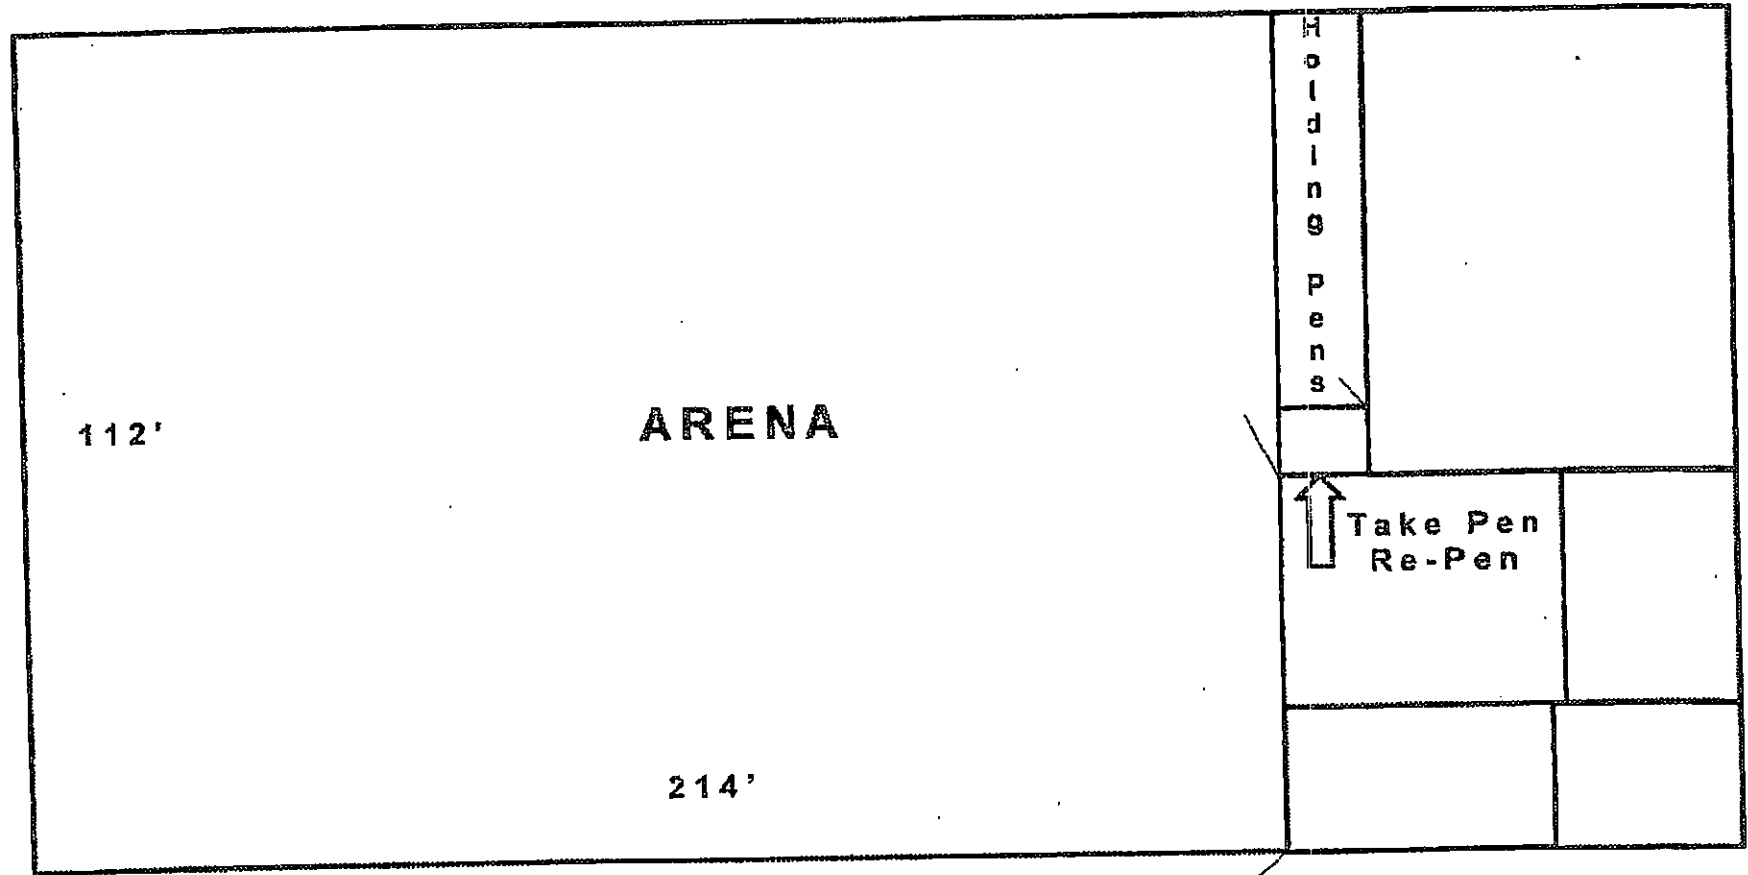 Holding Pens
112'
ARENA
Take Pen
Re-Pen
214'